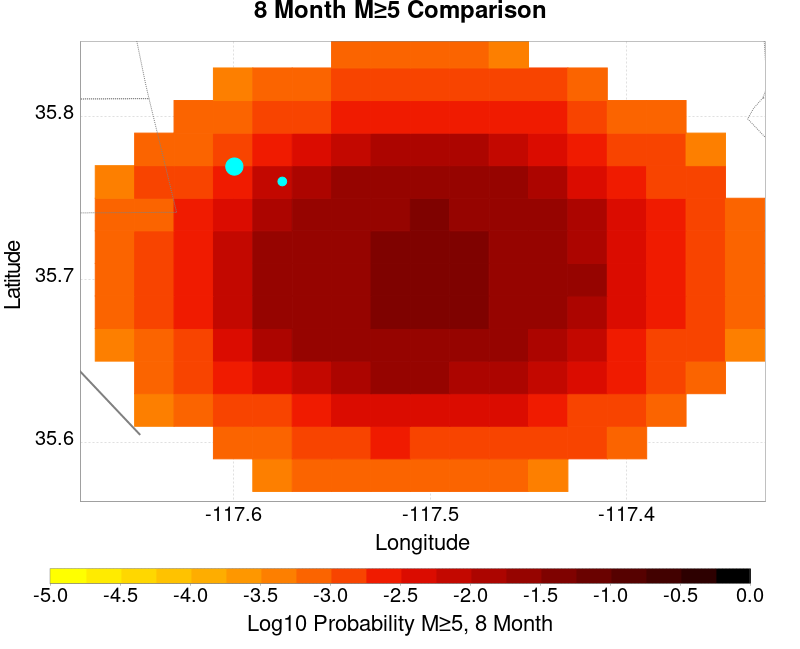 8 Month M≥5 Comparison
35.8
35.7
35.6
Latitude
-117.6 -117.5 -117.4
Longitude
-5.0 -4.5 -4.0 -3.5 -3.0 -2.5 -2.0 -1.5 -1.0 -0.5 0.0
Log10 Probability M≥5, 8 Month